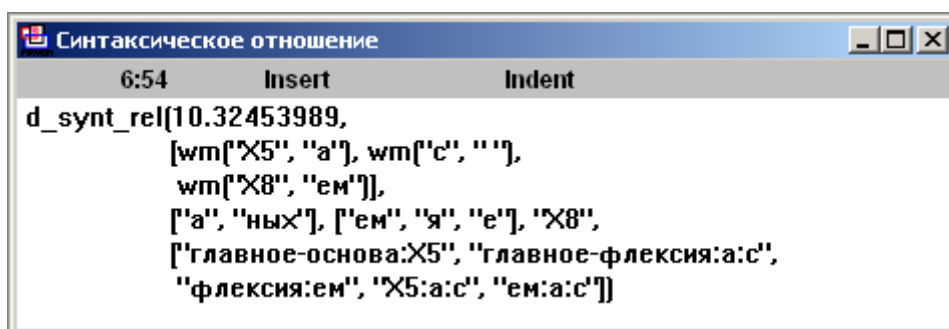 Синтаксическое отношение
6:54 Insert Indent
d_synt_rel(10.32453989,
[wm("X5", "а"), wm("с", " "),
wm("X8", "ем")],
["а", "ных"], ["ем", "я", "е"], "X8",
["главное-основа:X5", "главное-флексия:а:с",
"флексия:ем", "X5:а:с", "ем:а:с"])